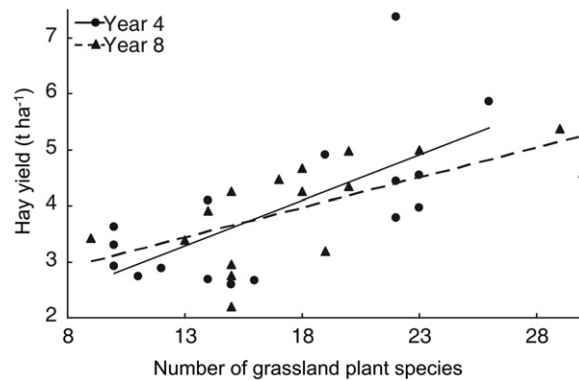 Year 4
Year 8
7
6
5
4
3
2
Hay yield (t ha⁻¹)
8
13
18
23
28
Number of grassland plant species